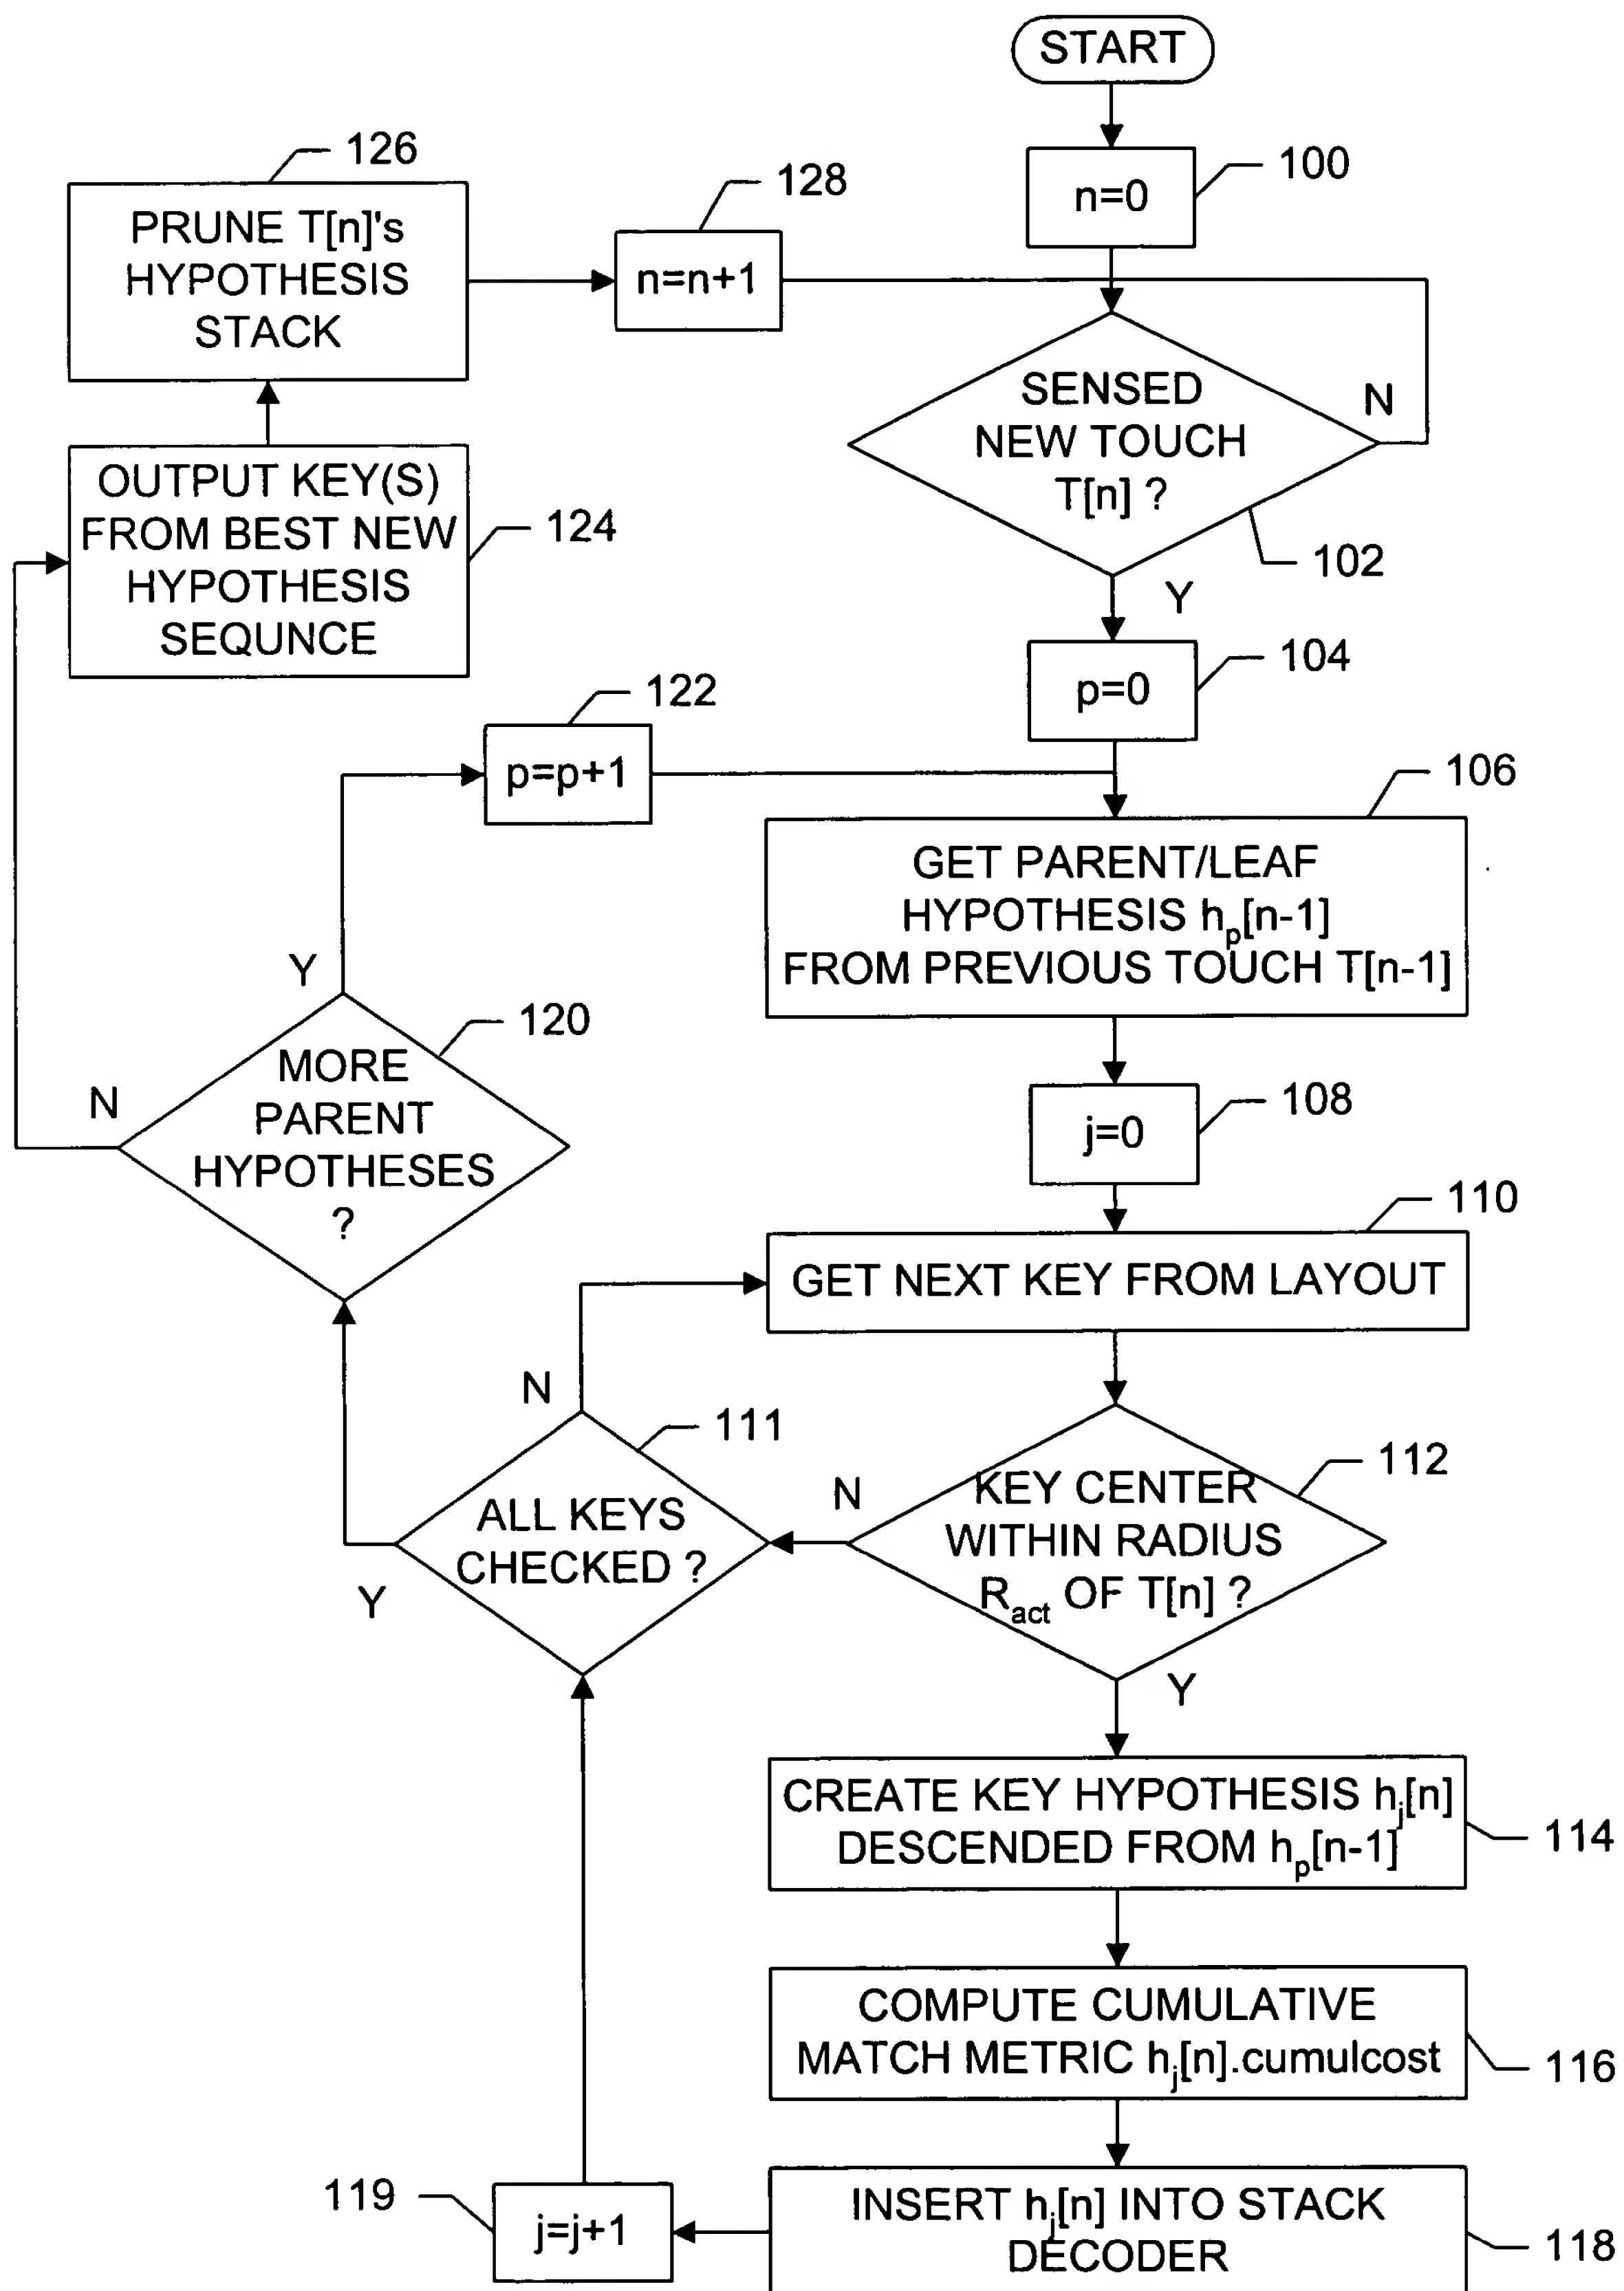 START
100
n=0
126
128
PRUNE T[n]'s
HYPOTHESIS
STACK
n=n+1
SENSED
NEW TOUCH
T[n] ?
N
102
Y
OUTPUT KEY(S)
FROM BEST NEW
HYPOTHESIS
SEQUNCE
124
104
p=0
122
p=p+1
106
GET PARENT/LEAF
HYPOTHESIS hp[n-1]
FROM PREVIOUS TOUCH T[n-1]
Y
120
MORE
PARENT
HYPOTHESES
?
N
108
j=0
110
GET NEXT KEY FROM LAYOUT
N
111
ALL KEYS
CHECKED ?
Y
N
112
KEY CENTER
WITHIN RADIUS
Ract OF T[n] ?
Y
CREATE KEY HYPOTHESIS hj[n]
DESCENDED FROM hp[n-1]
114
COMPUTE CUMULATIVE
MATCH METRIC hj[n].cumulcost
116
119
j=j+1
INSERT hj[n] INTO STACK
DECODER
118